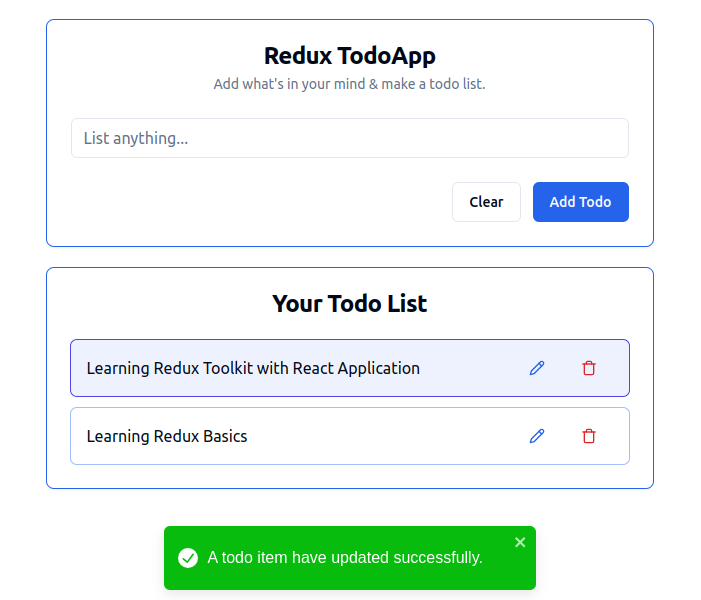 Redux TodoApp
Add what's in your mind & make a todo list.
List anything...
Clear
Add Todo
Your Todo List
Learning Redux Toolkit with React Application
Learning Redux Basics
A todo item have updated successfully.